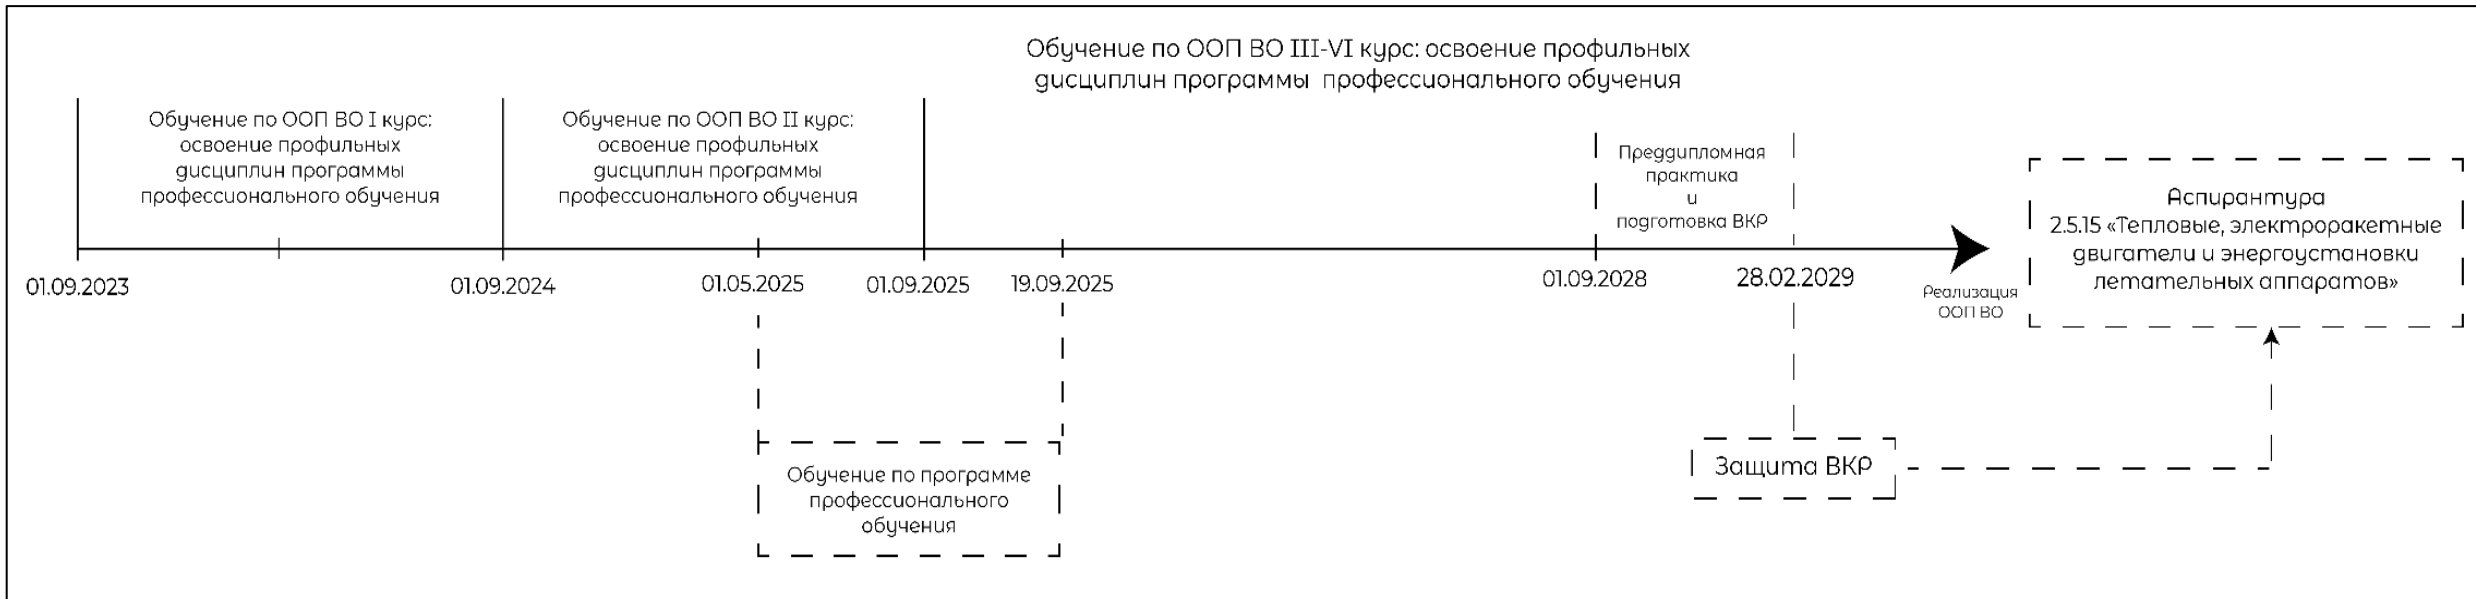 Обучение по ООП ВО III-VI курс: освоение профильных
дисциплин программы профессионального обучения
Обучение по ООП ВО I курс:
освоение профильных
дисциплин программы
профессионального обучения
Обучение по ООП ВО II курс:
освоение профильных
дисциплин программы
профессионального обучения
Преддипломная
практика
и
подготовка ВКР
Аспирантура
2.5.15 «Тепловые, электроракетные
двигатели и энергоустановки
летательных аппаратов»
01.09.2023
01.09.2024
01.05.2025
01.09.2025
19.09.2025
01.09.2028
28.02.2029
Реализация
ООП ВО
Обучение по программе
профессионального
обучения
Защита ВКР